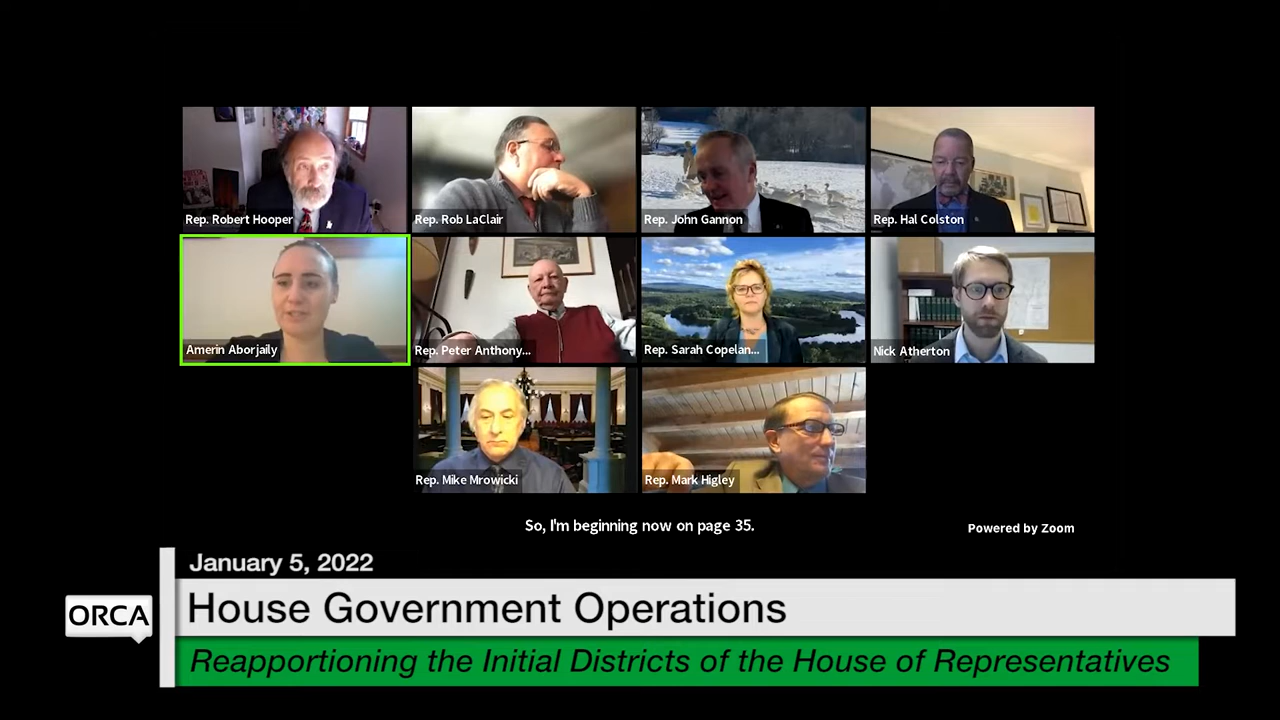 Rep. Robert Hooper
Rep. Rob LaClair
Rep. John Gannon
Rep. Hal Colston
Amerin Aborjaily
Rep. Peter Anthony...
Rep. Sarah Copelan...
Nick Atherton
Rep. Mike Mrowicki
Rep. Mark Higley
So, I'm beginning now on page 35.
Powered by Zoom
January 5, 2022
ORCA
House Government Operations
Reapportioning the Initial Districts of the House of Representatives